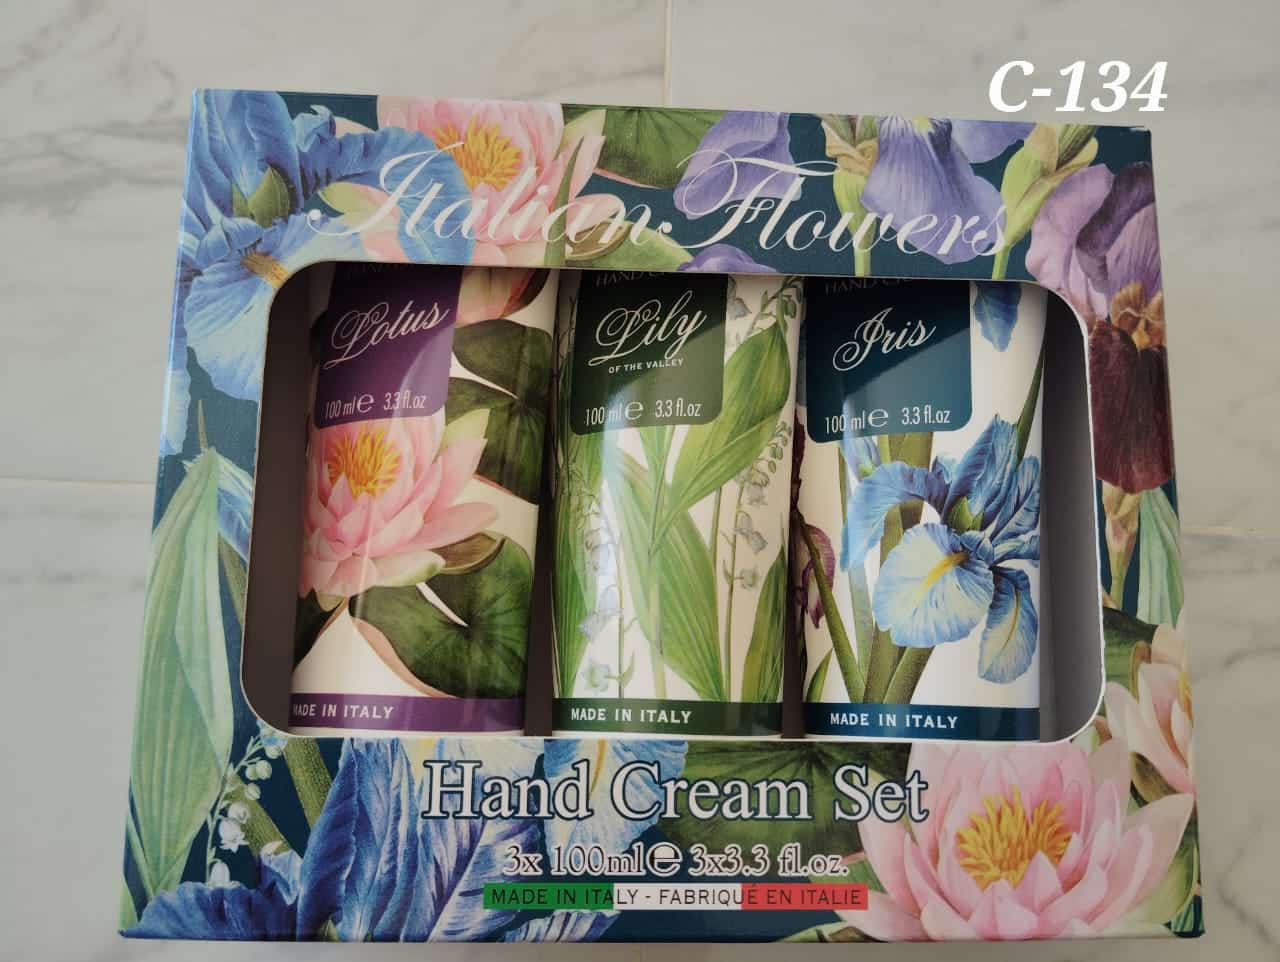 C-134
Italian Flowers
Lotus
100 ml e 3.3 fl.oz
MADE IN ITALY
HAND
Lily
OF THE VALLEY
100 ml e 3.3 fl.oz
MADE IN ITALY
HAND
Iris
100 ml e 3.3 fl.oz
MADE IN ITALY
Hand Cream Set
3x 100ml e 3x3.3 fl.oz.
MADE IN ITALY - FABRIQUÉ EN ITALIE